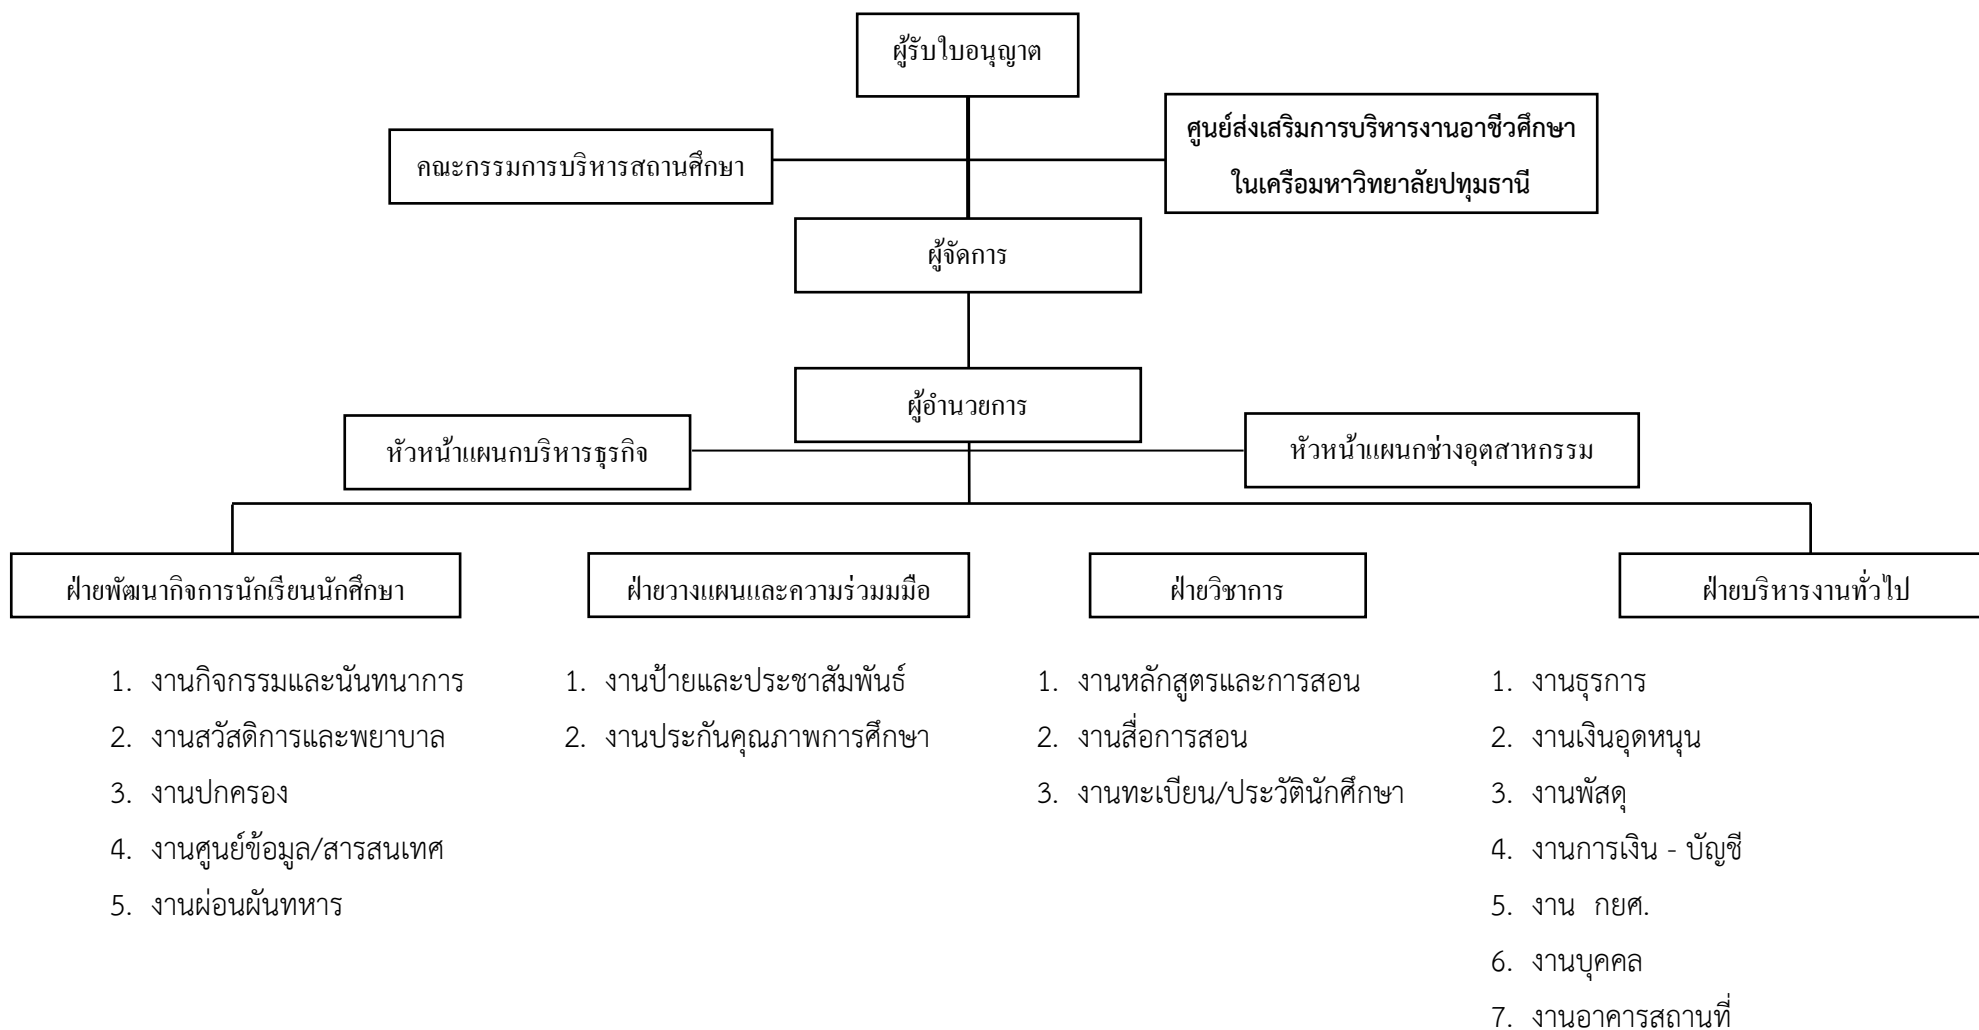 ผู้รับใบอนุญาต
คณะกรรมการบริหารสถานศึกษา
ศูนย์ส่งเสริมการบริหารงานอาชีวศึกษา
ในเครือมหาวิทยาลัยปทุมธานี
ผู้จัดการ
ผู้อำนวยการ
หัวหน้าแผนกบริหารธุรกิจ
หัวหน้าแผนกช่างอุตสาหกรรม
ฝ่ายพัฒนากิจการนักเรียนนักศึกษา
1. งานกิจกรรมและนันทนาการ
2. งานสวัสดิการและพยาบาล
3. งานปกครอง
4. งานศูนย์ข้อมูล/สารสนเทศ
5. งานผ่อนผันทหาร
ฝ่ายวางแผนและความร่วมมมือ
1. งานป้ายและประชาสัมพันธ์
2. งานประกันคุณภาพการศึกษา
ฝ่ายวิชาการ
1. งานหลักสูตรและการสอน
2. งานสื่อการสอน
3. งานทะเบียน/ประวัตินักศึกษา
ฝ่ายบริหารงานทั่วไป
1. งานธุรการ
2. งานเงินอุดหนุน
3. งานพัสดุ
4. งานการเงิน - บัญชี
5. งาน กยศ.
6. งานบุคคล
7. งานอาคารสถานที่